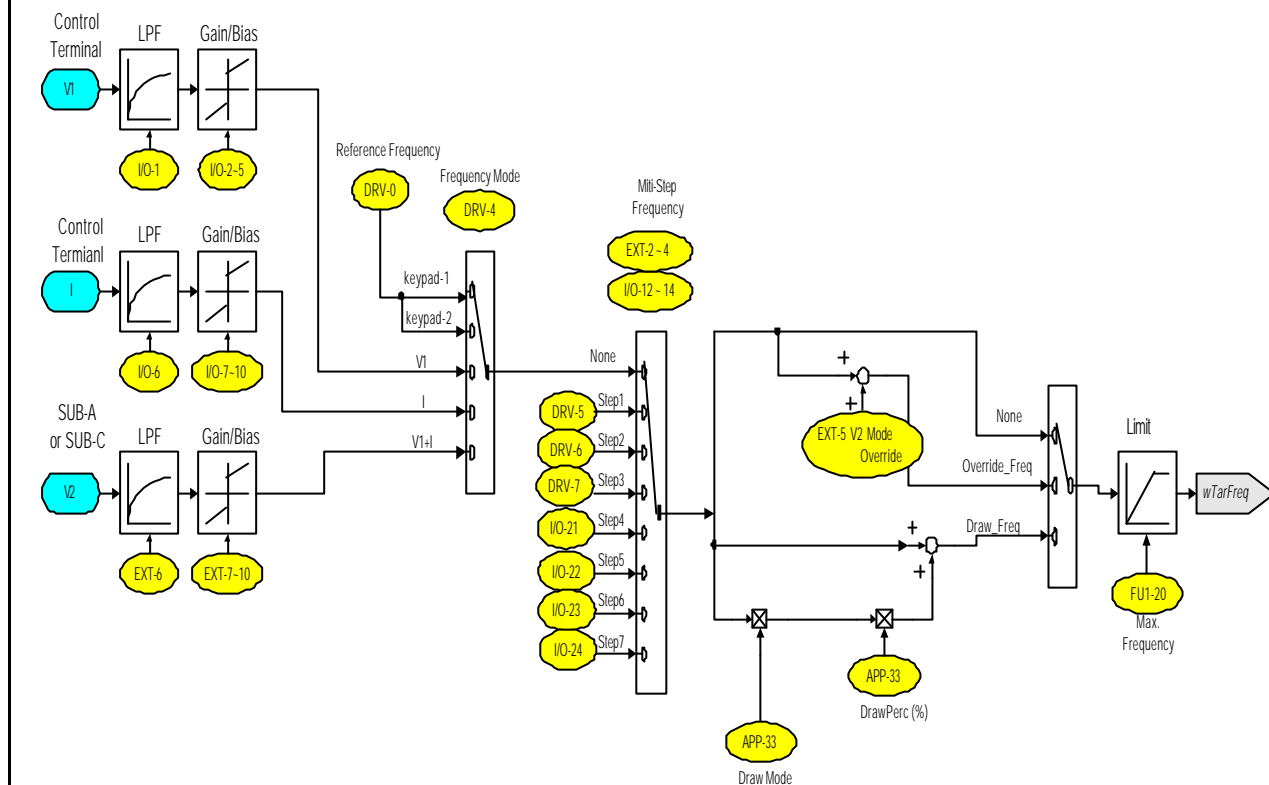 Control
Terminal
LPF
Gain/Bias
V1
I/O-1
I/O-2~5
Reference Frequency
DRV-0
Frequency Mode
DRV-4
Miti-Step
Frequency
EXT-2 ~ 4
I/O-12 ~ 14
Control
Termianl
LPF
Gain/Bias
I
I/O-6
I/O-7~10
keypad-1
keypad-2
V1
I
V1+I
SUB-A
or SUB-C
LPF
Gain/Bias
V2
EXT-6
EXT-7~10
None
DRV-5
Step1
DRV-6
Step2
DRV-7
Step3
I/O-21
Step4
I/O-22
Step5
I/O-23
Step6
I/O-24
Step7
+
+
EXT-5 V2 Mode
Override
None
Override_Freq
Draw_Freq
+
+
Limit
wTarFreq
FU1-20
Max.
Frequency
APP-33
DrawPerc (%)
APP-33
Draw Mode